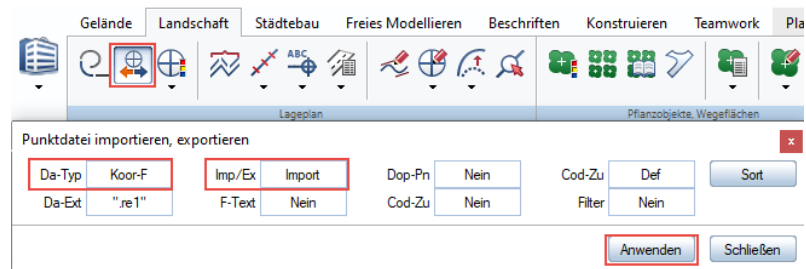 Gelände Landschaft Städtebau Freies Modellieren Beschriften Konstruieren Teamwork Pla
ABC
Lageplan Pflanzobjekte, Wegeflächen
Punktdatei importieren, exportieren x
Da-Typ Koor-F Imp/Ex Import Dop-Pn Nein Cod-Zu Def Sort
Da-Ext ".re1" F-Text Nein Cod-Zu Nein Filter Nein
Anwenden Schließen